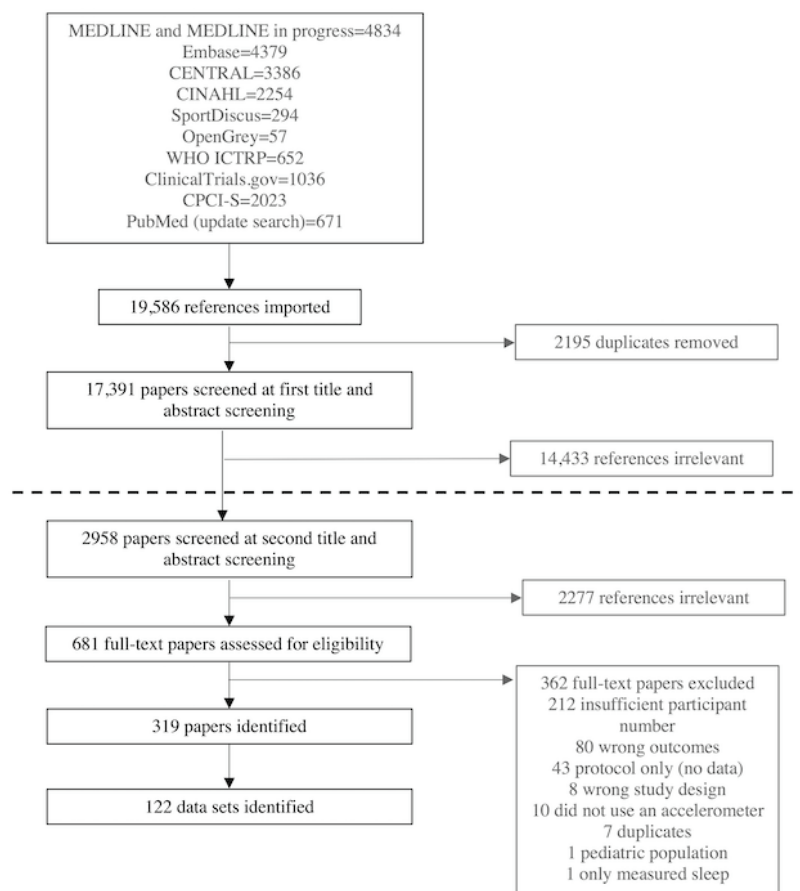 MEDLINE and MEDLINE in progress=4834
Embase=4379
CENTRAL=3386
CINAHL=2254
SportDiscus=294
OpenGrey=57
WHO ICTRP=652
ClinicalTrials.gov=1036
CPCI-S=2023
PubMed (update search)=671
19,586 references imported
2195 duplicates removed
17,391 papers screened at first title and
abstract screening
14,433 references irrelevant
2958 papers screened at second title and
abstract screening
2277 references irrelevant
681 full-text papers assessed for eligibility
362 full-text papers excluded
212 insufficient participant
number
80 wrong outcomes
43 protocol only (no data)
8 wrong study design
10 did not use an accelerometer
7 duplicates
1 pediatric population
1 only measured sleep
319 papers identified
122 data sets identified